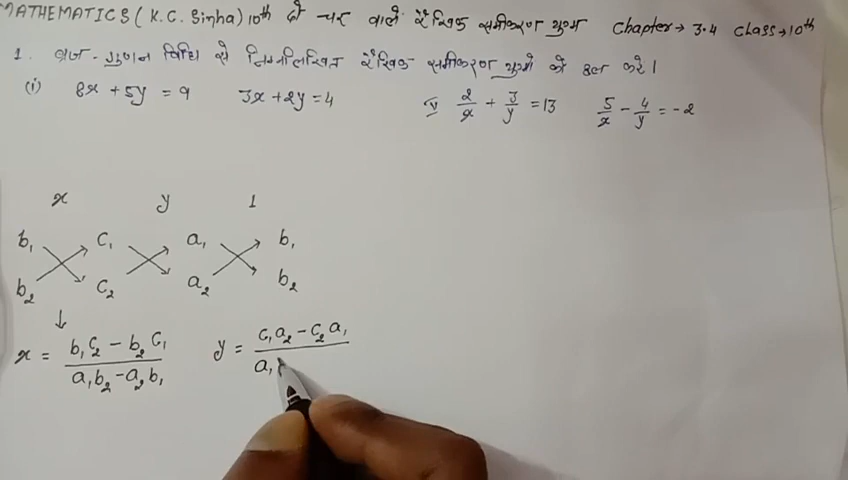 MATHEMATICS (K.C. Sinha) 10th दो चर वाले रैखिक समीकरण युग्म Chapter → 3.4 Class → 10th
1. बज्र-गुणन विधि से निम्नलिखित रैखिक समीकरण युग्मों को हल करें।
(i) 8x + 5y = 9 3x + 2y = 4 2/x + 3/y = 13 5/x - 4/y = -2
x y 1
b₁ c₁ a₁ b₁
b₂ c₂ a₂ b₂
x = (b₁c₂ - b₂c₁)/(a₁b₂ - a₂b₁) y = (c₁a₂ - c₂a₁)/(a₁